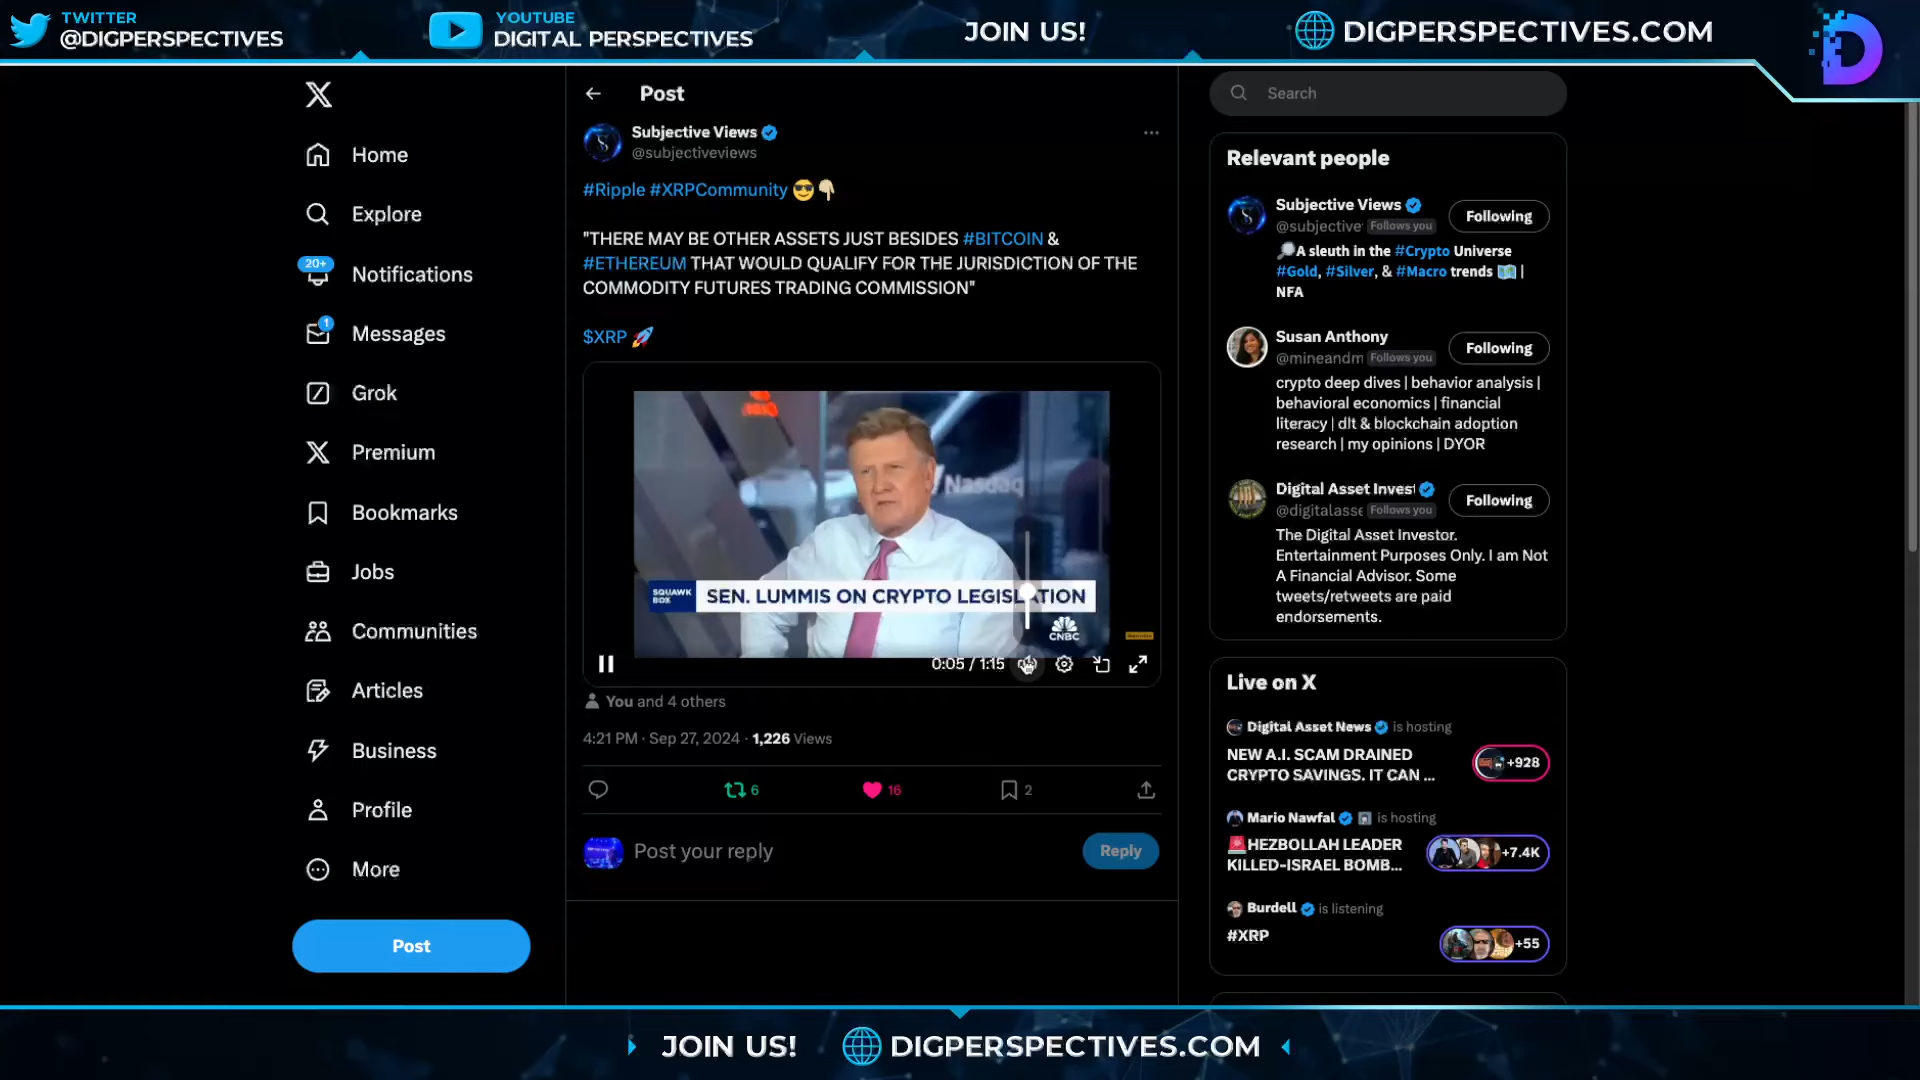 TWITTER
@DIGPERSPECTIVES
YOUTUBE
DIGITAL PERSPECTIVES
JOIN US!
DIGPERSPECTIVES.COM
Home
Explore
20+
Notifications
1
Messages
Grok
Premium
Bookmarks
Jobs
Communities
Articles
Business
Profile
More
Post
Post
Subjective Views
@subjectiveviews
#Ripple #XRPCommunity 😎👇
"THERE MAY BE OTHER ASSETS JUST BESIDES #BITCOIN &
#ETHEREUM THAT WOULD QUALIFY FOR THE JURISDICTION OF THE
COMMODITY FUTURES TRADING COMMISSION"
$XRP 🚀
Nasdaq
SQUAWK
BOX
SEN. LUMMIS ON CRYPTO LEGISLATION
CNBC
0:05 / 1:15
You and 4 others
4:21 PM · Sep 27, 2024 · 1,226 Views
6
16
2
Post your reply
Reply
Search
Relevant people
Subjective Views
@subjective Follows you
Following
🔎A sleuth in the #Crypto Universe
#Gold, #Silver, & #Macro trends 🗺️ |
NFA
Susan Anthony
@mineandm Follows you
Following
crypto deep dives | behavior analysis |
behavioral economics | financial
literacy | dlt & blockchain adoption
research | my opinions | DYOR
Digital Asset Invest
@digitalasse Follows you
Following
The Digital Asset Investor.
Entertainment Purposes Only. I am Not
A Financial Advisor. Some
tweets/retweets are paid
endorsements.
Live on X
Digital Asset News is hosting
NEW A.I. SCAM DRAINED
CRYPTO SAVINGS. IT CAN ...
+928
Mario Nawfal is hosting
🚨HEZBOLLAH LEADER
KILLED-ISRAEL BOMB...
+7.4K
Burdell is listening
#XRP
+55
JOIN US!
DIGPERSPECTIVES.COM